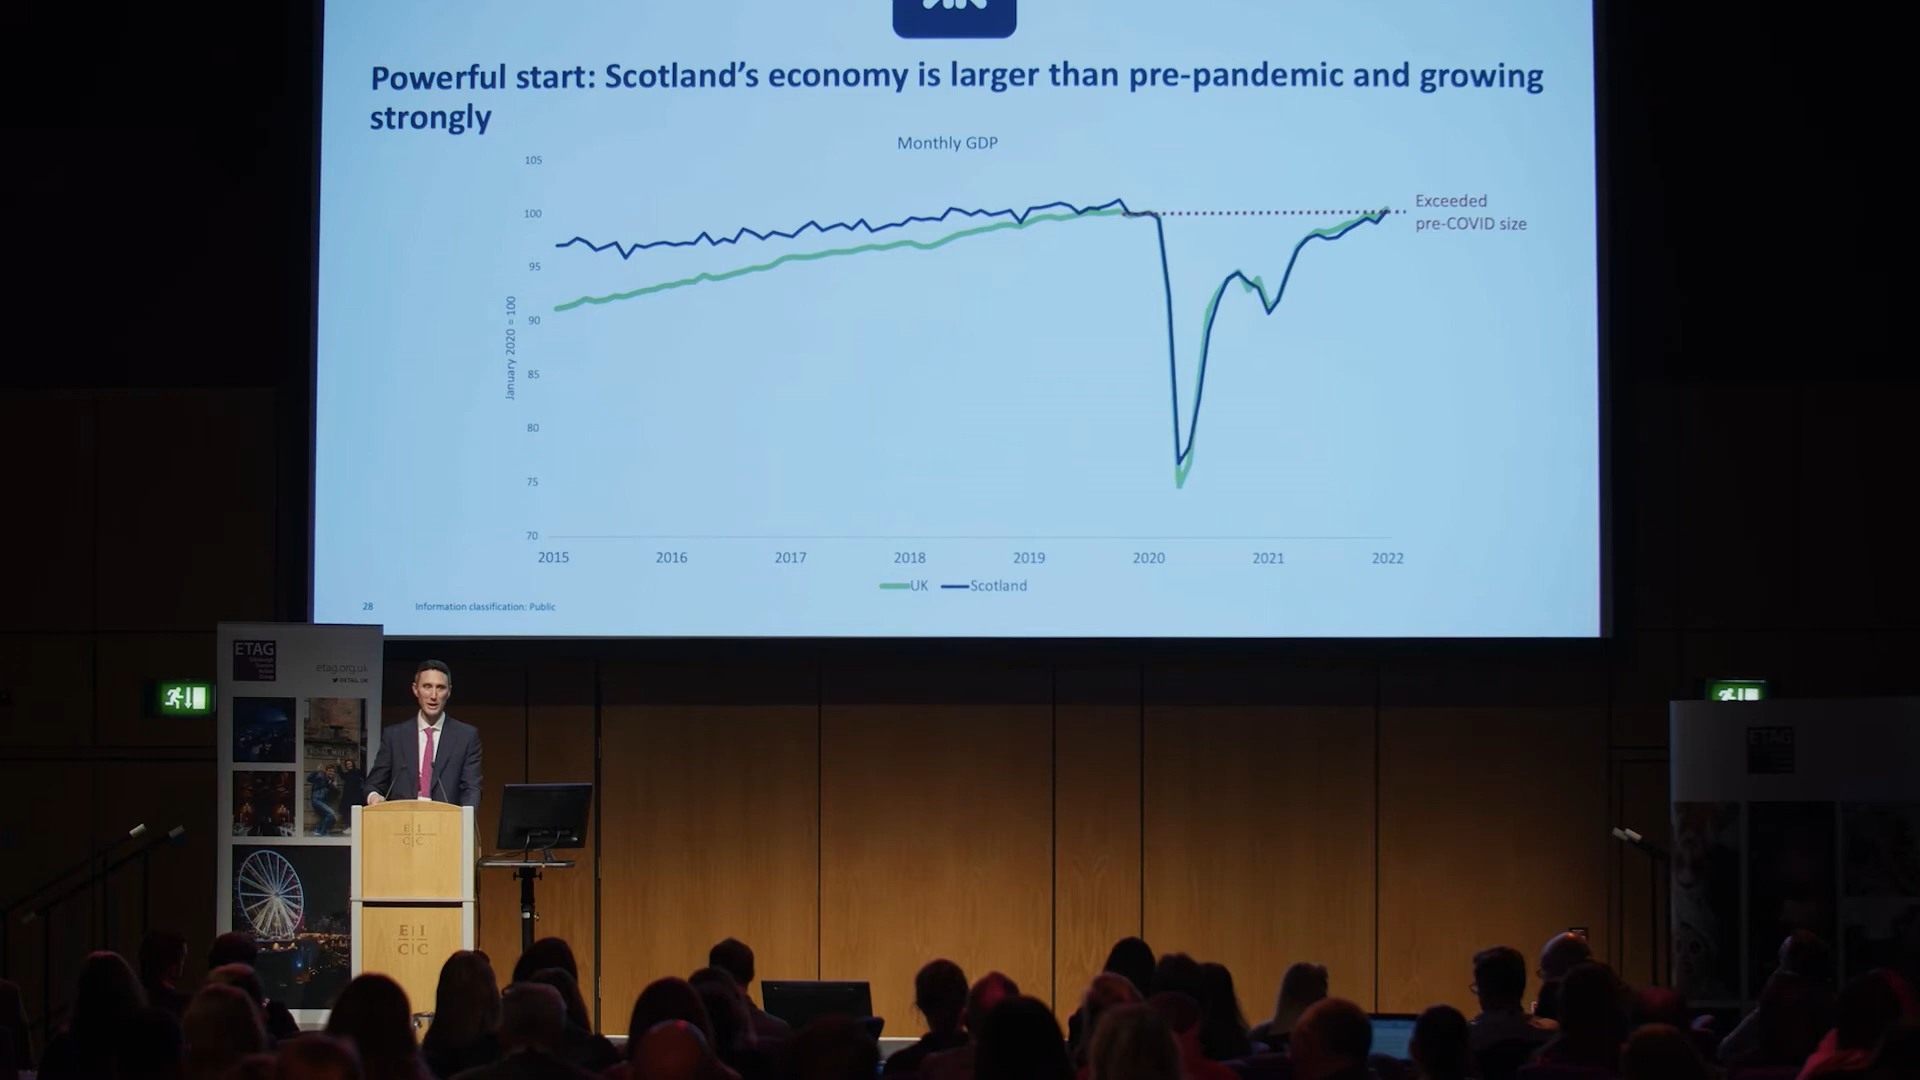 Powerful start: Scotland’s economy is larger than pre-pandemic and growing
strongly
Monthly GDP
105
100
95
90
85
80
75
70
January 2020 = 100
Exceeded
pre-COVID size
2015 2016 2017 2018 2019 2020 2021 2022
UK Scotland
28 Information classification: Public
ETAG
etag.org.uk
ETAG
E I
C C
E I
C C